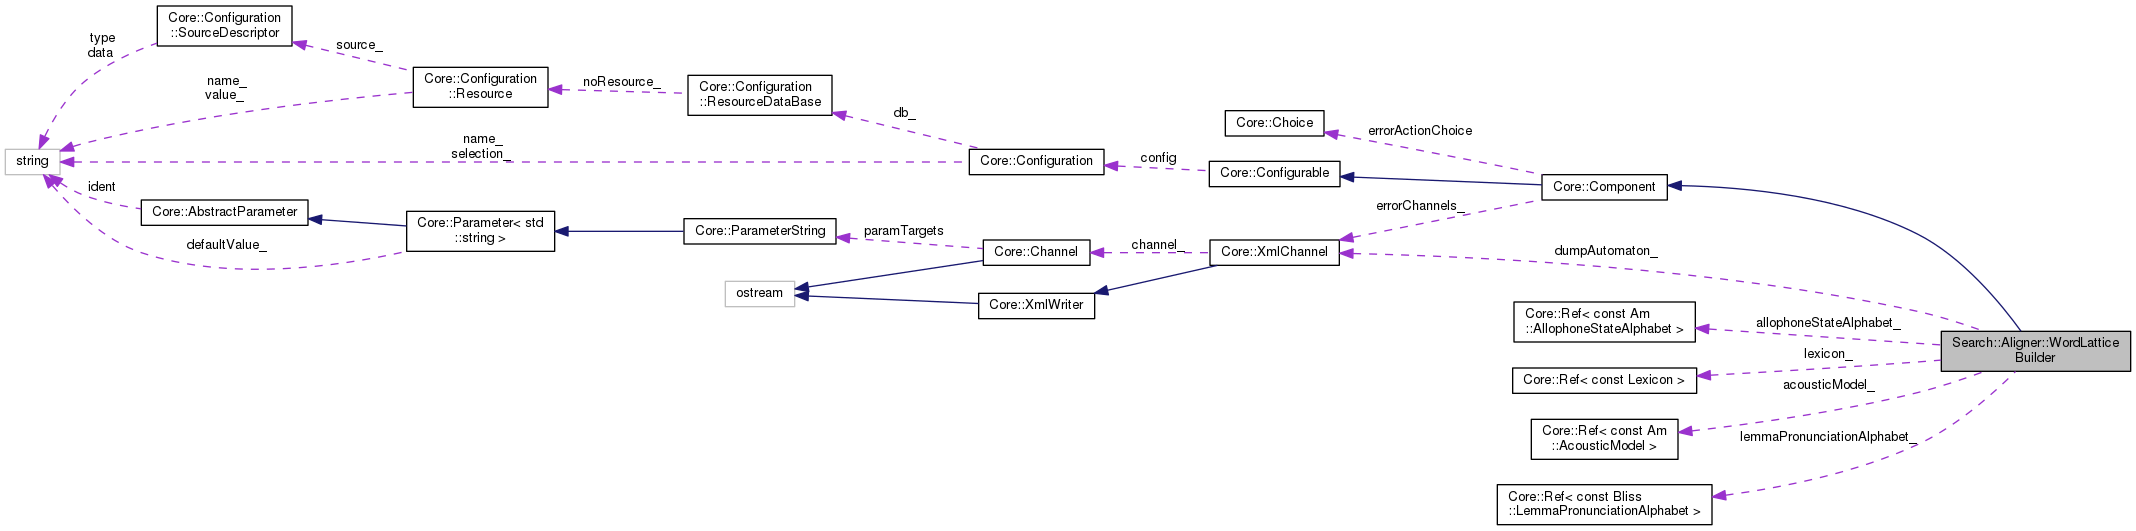 Core::Configuration
::SourceDescriptor
type
data
source_
name_
value_
Core::Configuration
::Resource
noResource_
Core::Configuration
::ResourceDataBase
db_
Core::Choice
errorActionChoice
string
name_
selection_
Core::Configuration
config
Core::Configurable
Core::Component
ident
Core::AbstractParameter
defaultValue_
Core::Parameter< std
::string >
Core::ParameterString
paramTargets
Core::Channel
channel_
Core::XmlChannel
errorChannels_
dumpAutomaton_
ostream
Core::XmlWriter
Core::Ref< const Am
::AllophoneStateAlphabet >
allophoneStateAlphabet_
Search::Aligner::WordLattice
Builder
lexicon_
Core::Ref< const Lexicon >
acousticModel_
Core::Ref< const Am
::AcousticModel >
lemmaPronunciationAlphabet_
Core::Ref< const Bliss
::LemmaPronunciationAlphabet >